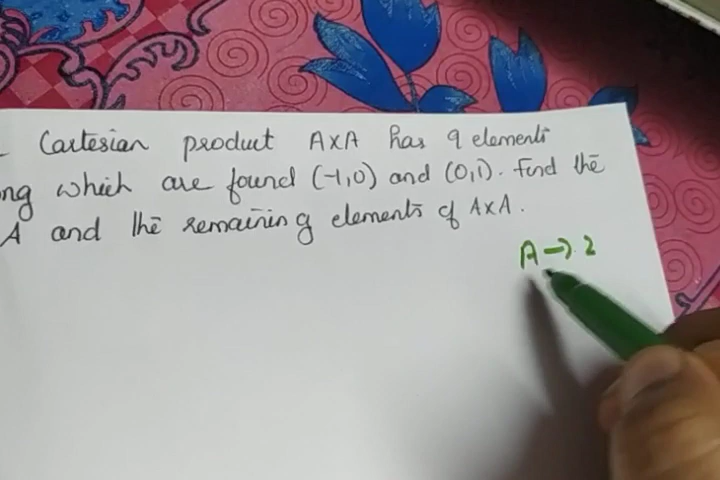 Cartesian product A×A has 9 elements
ng which are found (-1,0) and (0,1). Find the
A and the remaining elements of A×A.
A → 2